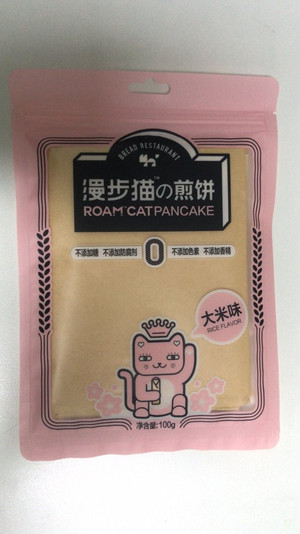 BREAD RESTAURANT
漫步猫の煎饼™
ROAM CAT PANCAKE
不添加糖 不添加防腐剂 0 不添加色素 不添加香精
大米味
RICE FLAVOR
净含量:100g